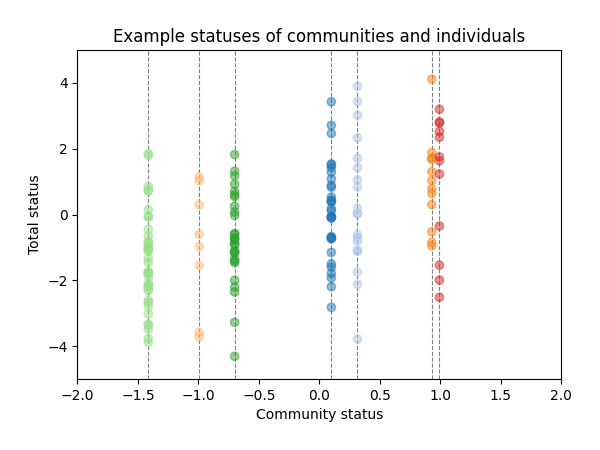 Example statuses of communities and individuals
Total status
4
2
0
−2
−4
−2.0 −1.5 −1.0 −0.5 0.0 0.5 1.0 1.5 2.0
Community status